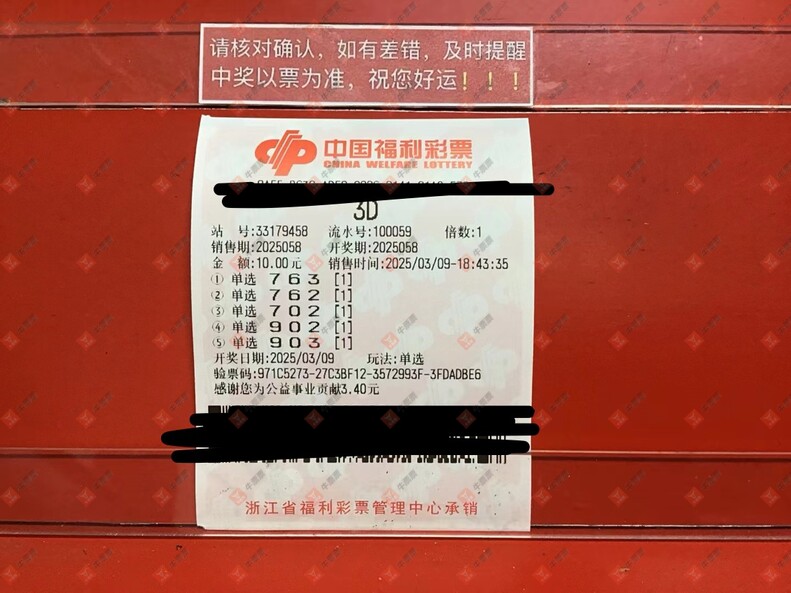 请核对确认，如有差错，及时提醒
中奖以票为准，祝您好运！！！
中国福利彩票
CHINA WELFARE LOTTERY
3D
站 号:33179458 流水号:100059 倍数:1
销售期:2025058 开奖期:2025058
金 额:10.00元 销售时间:2025/03/09-18:43:35
① 单选 763 [1]
② 单选 762 [1]
③ 单选 702 [1]
④ 单选 902 [1]
⑤ 单选 903 [1]
开奖日期:2025/03/09 玩法:单选
验票码:971C5273-27C3BF12-3572993F-3FDADBE6
感谢您为公益事业贡献3.40元
浙江省福利彩票管理中心承销